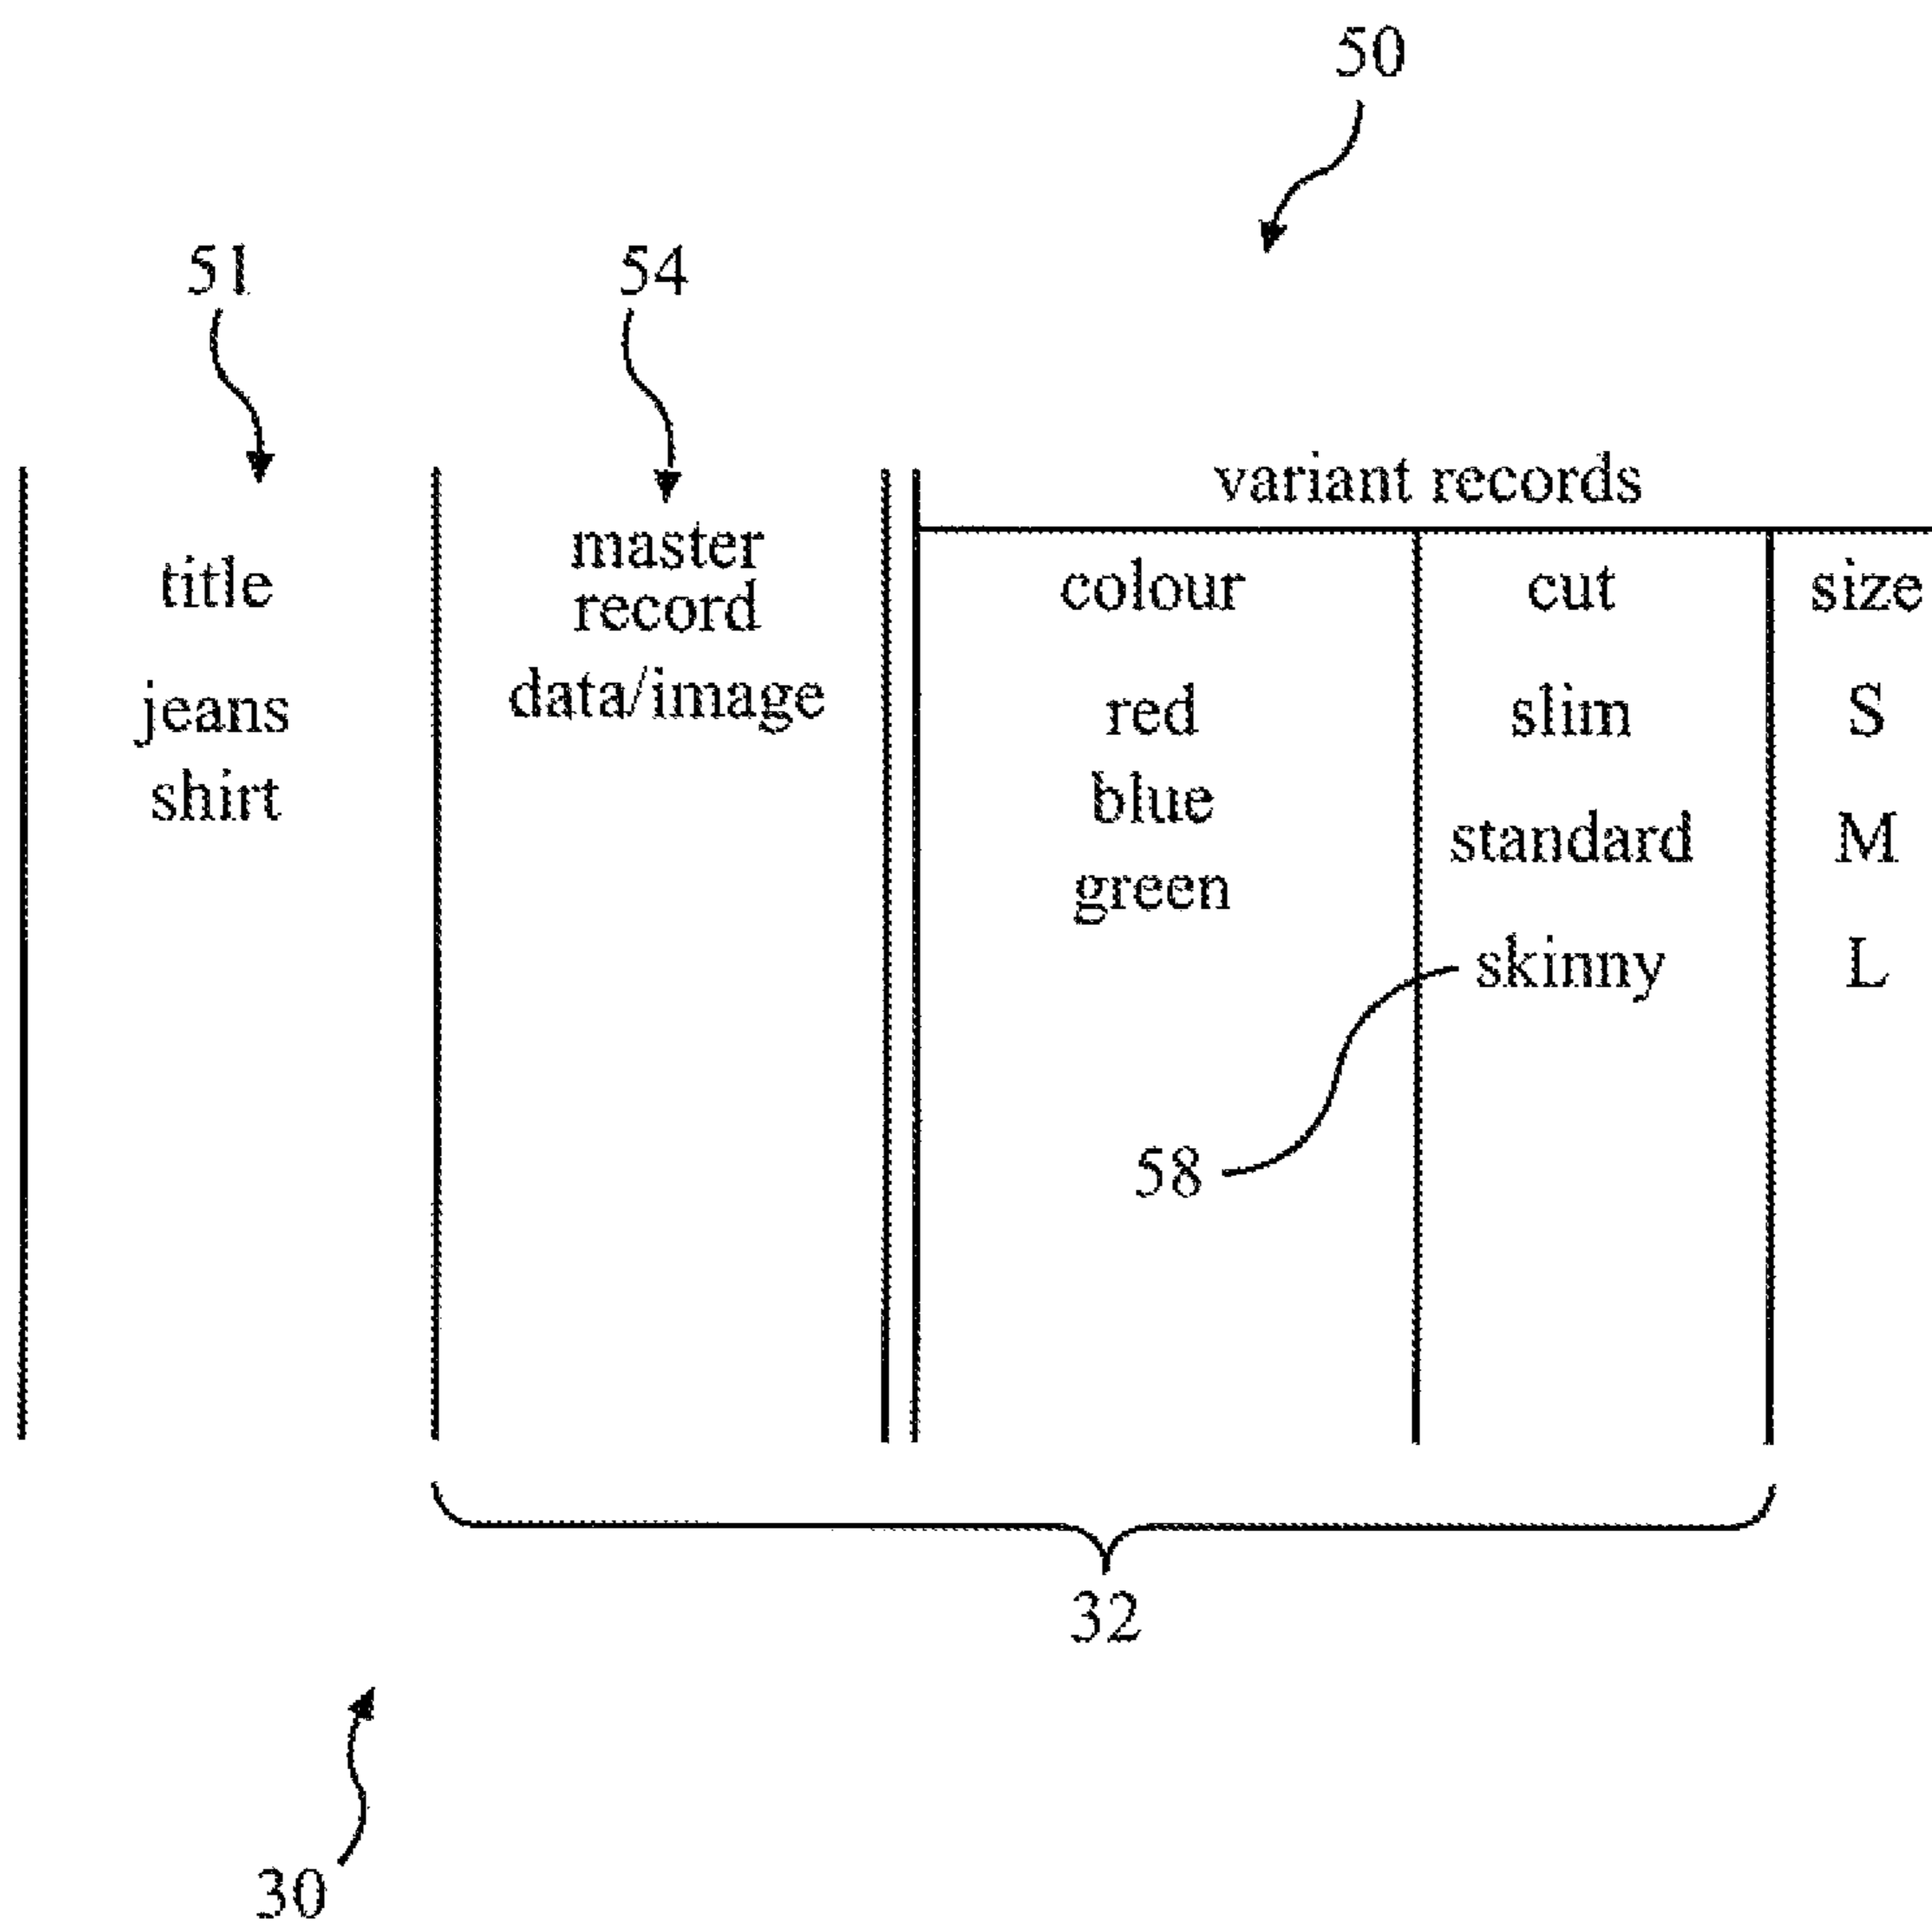 50
51
54
variant records
title
master
record
colour
cut
size
jeans
data/image
red
slim
S
shirt
blue
standard
M
green
skinny
L
58
32
30